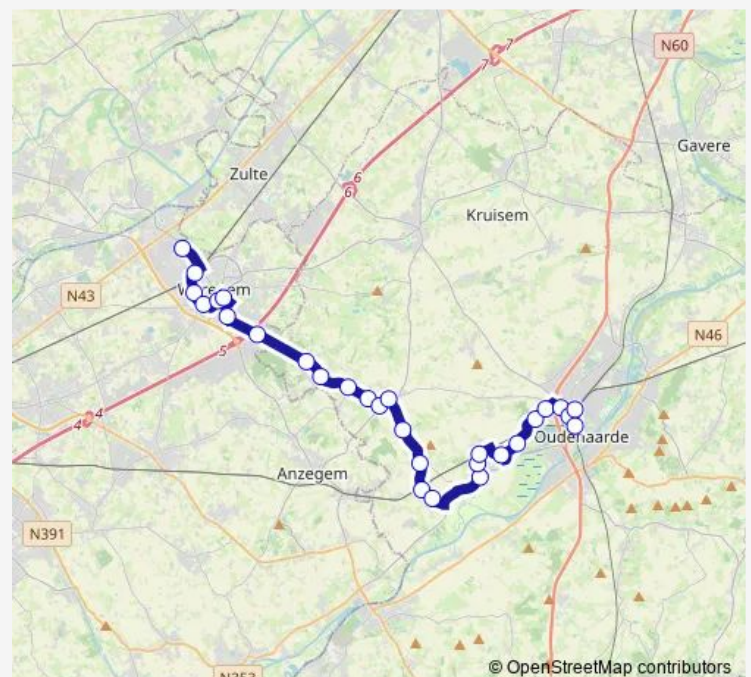 N60
7
7
Gavere
Zulte
6
6
Kruisem
N43
N46
5
4
4
Oudenaarde
Anzegem
N391
© OpenStreetMap contributors